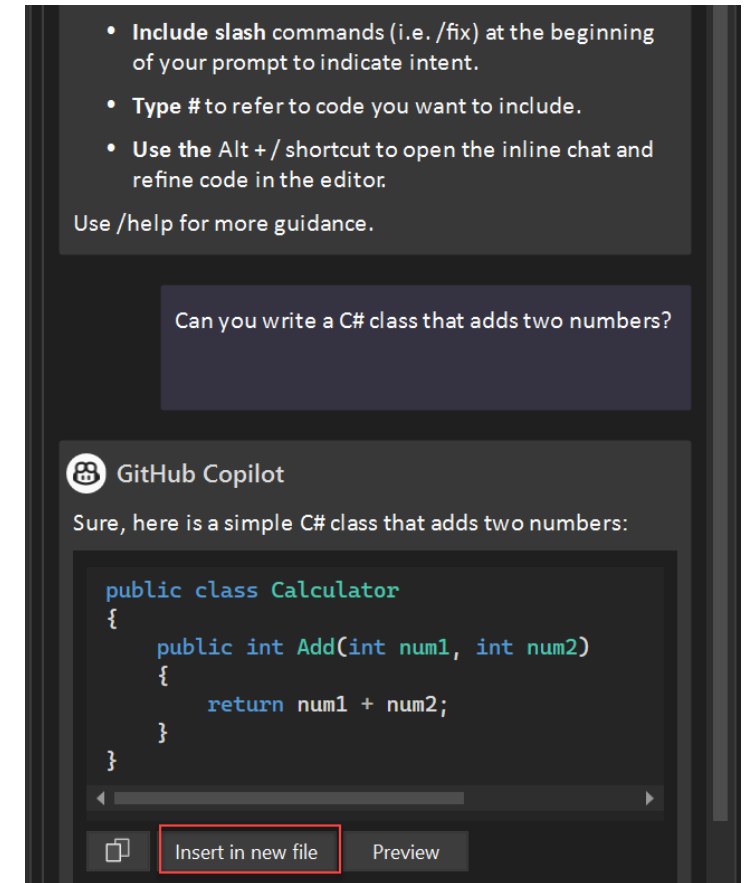 • Include slash commands (i.e. /fix) at the beginning
of your prompt to indicate intent.
• Type # to refer to code you want to include.
• Use the Alt + / shortcut to open the inline chat and
refine code in the editor.
Use /help for more guidance.
Can you write a C# class that adds two numbers?
GitHub Copilot
Sure, here is a simple C# class that adds two numbers:
public class Calculator
{
    public int Add(int num1, int num2)
    {
        return num1 + num2;
    }
}
Insert in new file Preview